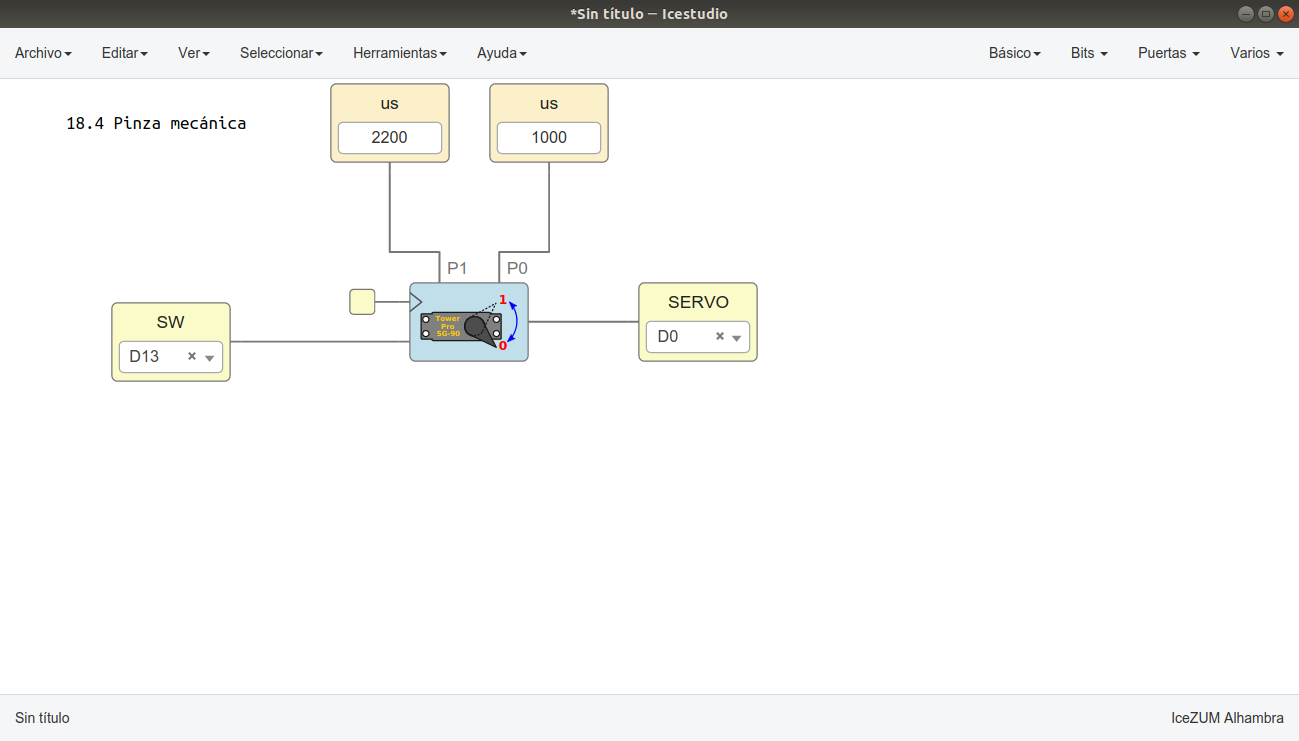 *Sin título — Icestudio
Archivo Editar Ver Seleccionar Herramientas Ayuda Básico Bits Puertas Varios
18.4 Pinza mecánica
us
2200
us
1000
P1
P0
SW
D13 ×
Tower
Pro
SG-90
1
0
SERVO
D0 ×
Sin título
IceZUM Alhambra